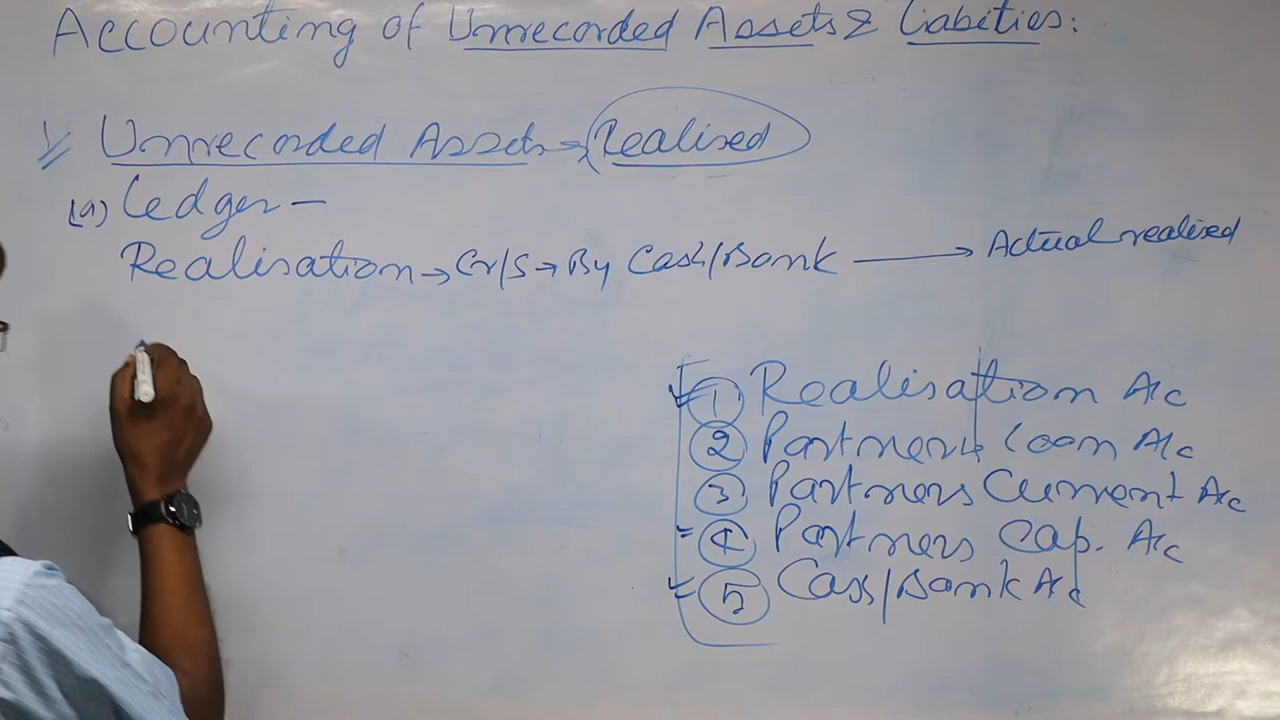 Accounting of Unrecorded Assets & Liabities:
1/ Unrecorded Assets → Realised
(a) Ledger -
Realisation → Cr/S → By Cash/Bank → Actual realised
① Realisation A/c
② Partners Loan A/c
③ Partners Current A/c
④ Partners Cap. A/c
⑤ Cash/Bank A/c